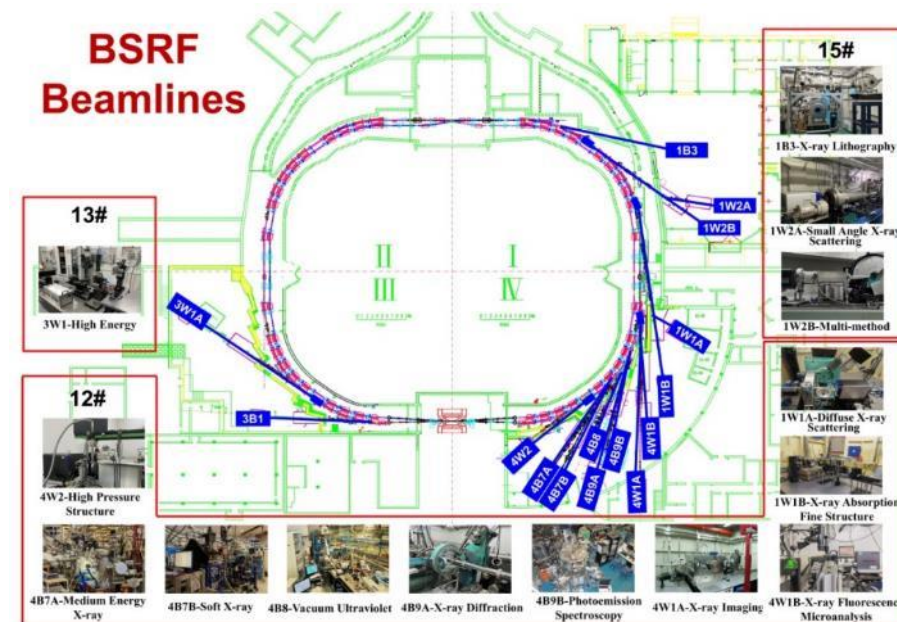 BSRF
Beamlines
15#
1B3-X-ray Lithography
1W2A-Small Angle X-ray
Scattering
1W2B-Multi-method
13#
3W1-High Energy
12#
4W2-High Pressure
Structure
1B3
1W2A
1W2B
II
I
III
IV
3W1A
3B1
1W1A
1W1B
4W2
4B7A
4B7B
4B8
4B9A
4B9B
4W1A
4W1B
1W1A-Diffuse X-ray
Scattering
1W1B-X-ray Absorption
Fine Structure
4B7A-Medium Energy
X-ray
4B7B-Soft X-ray
4B8-Vacuum Ultraviolet
4B9A-X-ray Diffraction
4B9B-Photoemission
Spectroscopy
4W1A-X-ray Imaging
4W1B-X-ray Fluorescence
Microanalysis